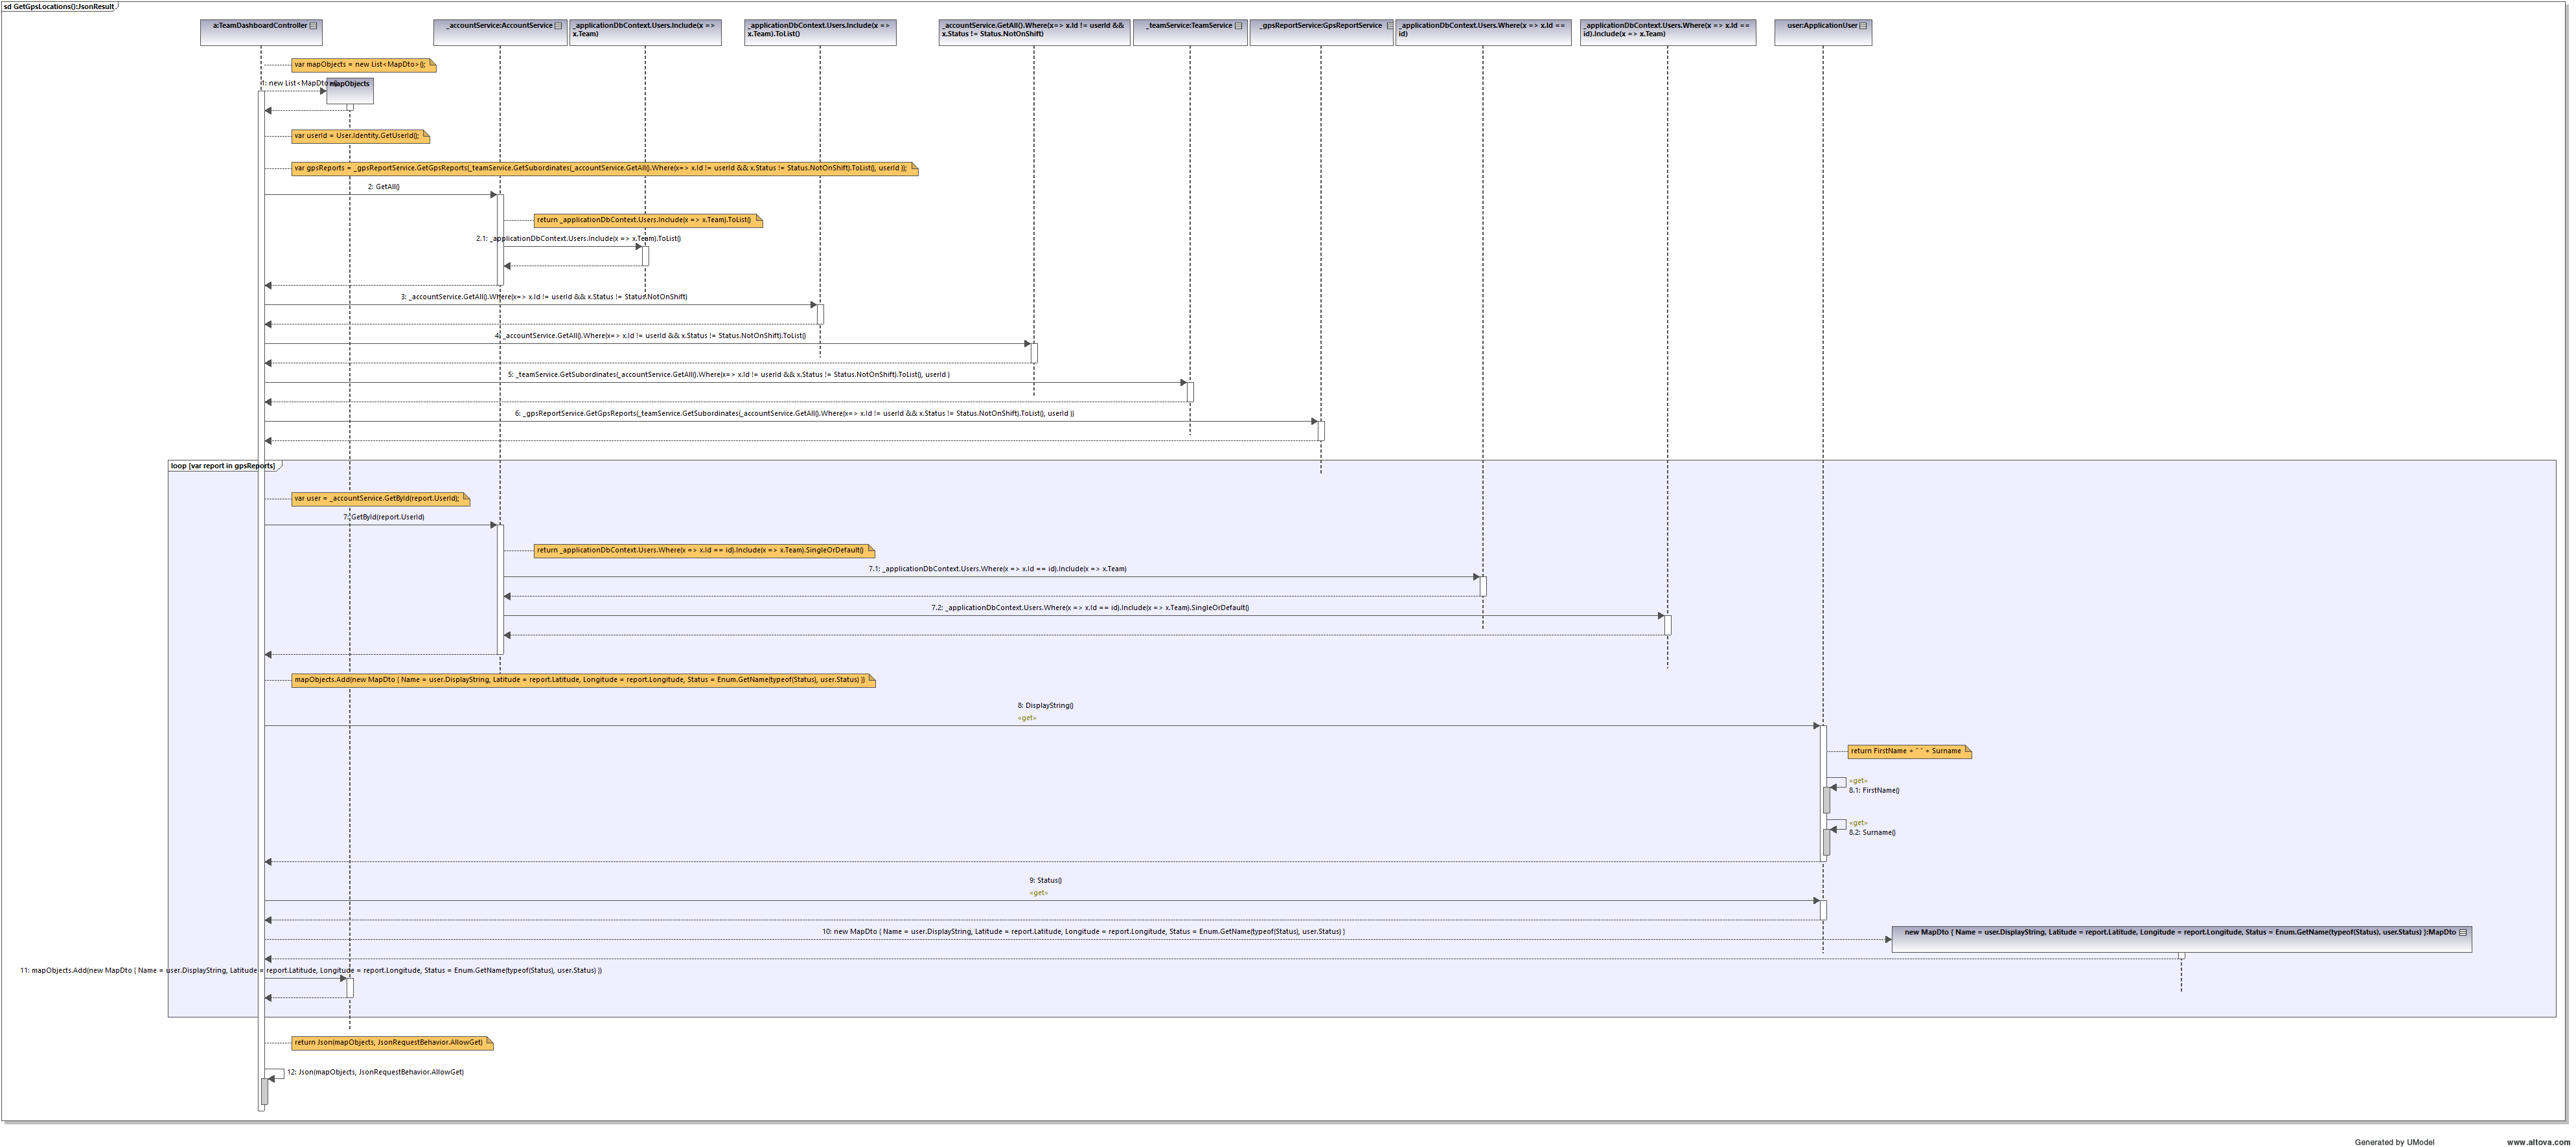 sd GetGpsLocations():JsonResult
a:TeamDashboardController
_accountService:AccountService
_applicationDbContext.Users.Include(x =>
x.Team)
_applicationDbContext.Users.Include(x =>
x.Team).ToList()
_accountService.GetAll().Where(x=> x.Id != userId &&
x.Status != Status.NotOnShift)
_teamService:TeamService
_gpsReportService:GpsReportService
_applicationDbContext.Users.Where(x => x.Id ==
id)
_applicationDbContext.Users.Where(x => x.Id ==
id).Include(x => x.Team)
user:ApplicationUser
var mapObjects = new List<MapDto>();
1: new List<MapDto>
mapObjects
var userId = User.Identity.GetUserId();
var gpsReports = _gpsReportService.GetGpsReports(_teamService.GetSubordinates(_accountService.GetAll().Where(x=> x.Id != userId && x.Status != Status.NotOnShift).ToList(), userId ));
2: GetAll()
return _applicationDbContext.Users.Include(x => x.Team).ToList()
2.1: _applicationDbContext.Users.Include(x => x.Team).ToList()
3: _accountService.GetAll().Where(x=> x.Id != userId && x.Status != Status.NotOnShift)
4: _accountService.GetAll().Where(x=> x.Id != userId && x.Status != Status.NotOnShift).ToList()
5: _teamService.GetSubordinates(_accountService.GetAll().Where(x=> x.Id != userId && x.Status != Status.NotOnShift).ToList(), userId )
6: _gpsReportService.GetGpsReports(_teamService.GetSubordinates(_accountService.GetAll().Where(x=> x.Id != userId && x.Status != Status.NotOnShift).ToList(), userId ))
loop [var report in gpsReports]
var user = _accountService.GetById(report.UserId);
7: GetById(report.UserId)
return _applicationDbContext.Users.Where(x => x.Id == id).Include(x => x.Team).SingleOrDefault()
7.1: _applicationDbContext.Users.Where(x => x.Id == id).Include(x => x.Team)
7.2: _applicationDbContext.Users.Where(x => x.Id == id).Include(x => x.Team).SingleOrDefault()
mapObjects.Add(new MapDto { Name = user.DisplayString, Latitude = report.Latitude, Longitude = report.Longitude, Status = Enum.GetName(typeof(Status), user.Status) })
8: DisplayString()
«get»
return FirstName + " " + Surname
«get»
8.1: FirstName()
«get»
8.2: Surname()
9: Status()
«get»
10: new MapDto { Name = user.DisplayString, Latitude = report.Latitude, Longitude = report.Longitude, Status = Enum.GetName(typeof(Status), user.Status) }
new MapDto { Name = user.DisplayString, Latitude = report.Latitude, Longitude = report.Longitude, Status = Enum.GetName(typeof(Status), user.Status) }:MapDto
11: mapObjects.Add(new MapDto { Name = user.DisplayString, Latitude = report.Latitude, Longitude = report.Longitude, Status = Enum.GetName(typeof(Status), user.Status) })
return Json(mapObjects, JsonRequestBehavior.AllowGet)
12: Json(mapObjects, JsonRequestBehavior.AllowGet)
Generated by UModel
www.altova.com